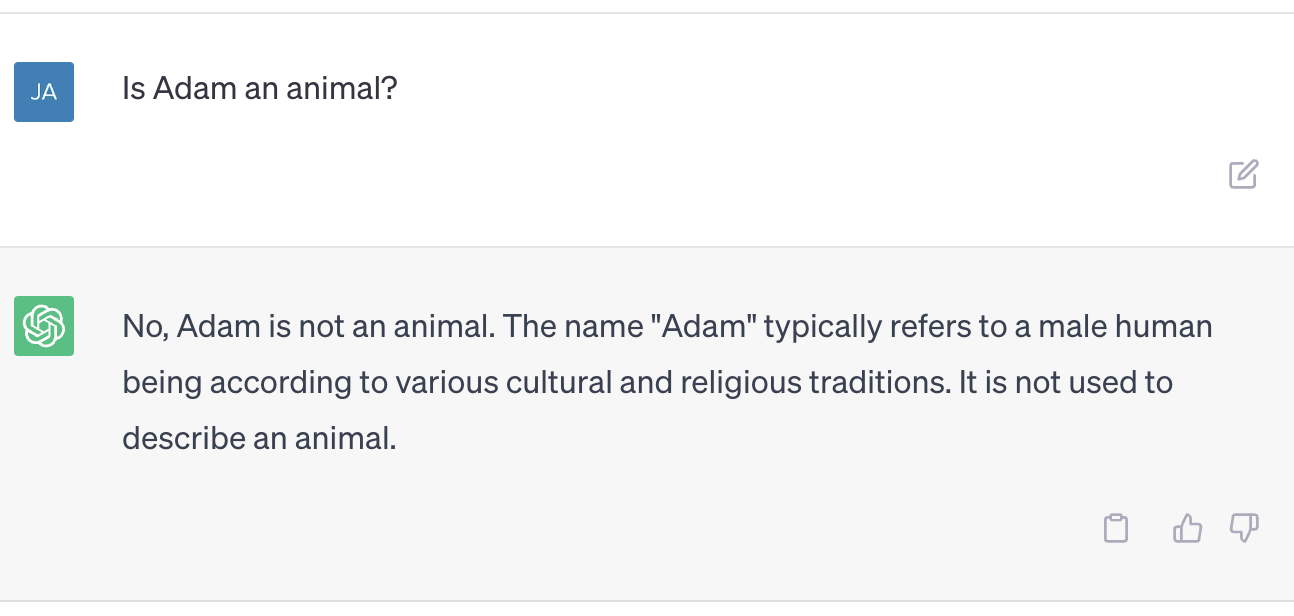 JA
Is Adam an animal?
No, Adam is not an animal. The name "Adam" typically refers to a male human
being according to various cultural and religious traditions. It is not used to
describe an animal.